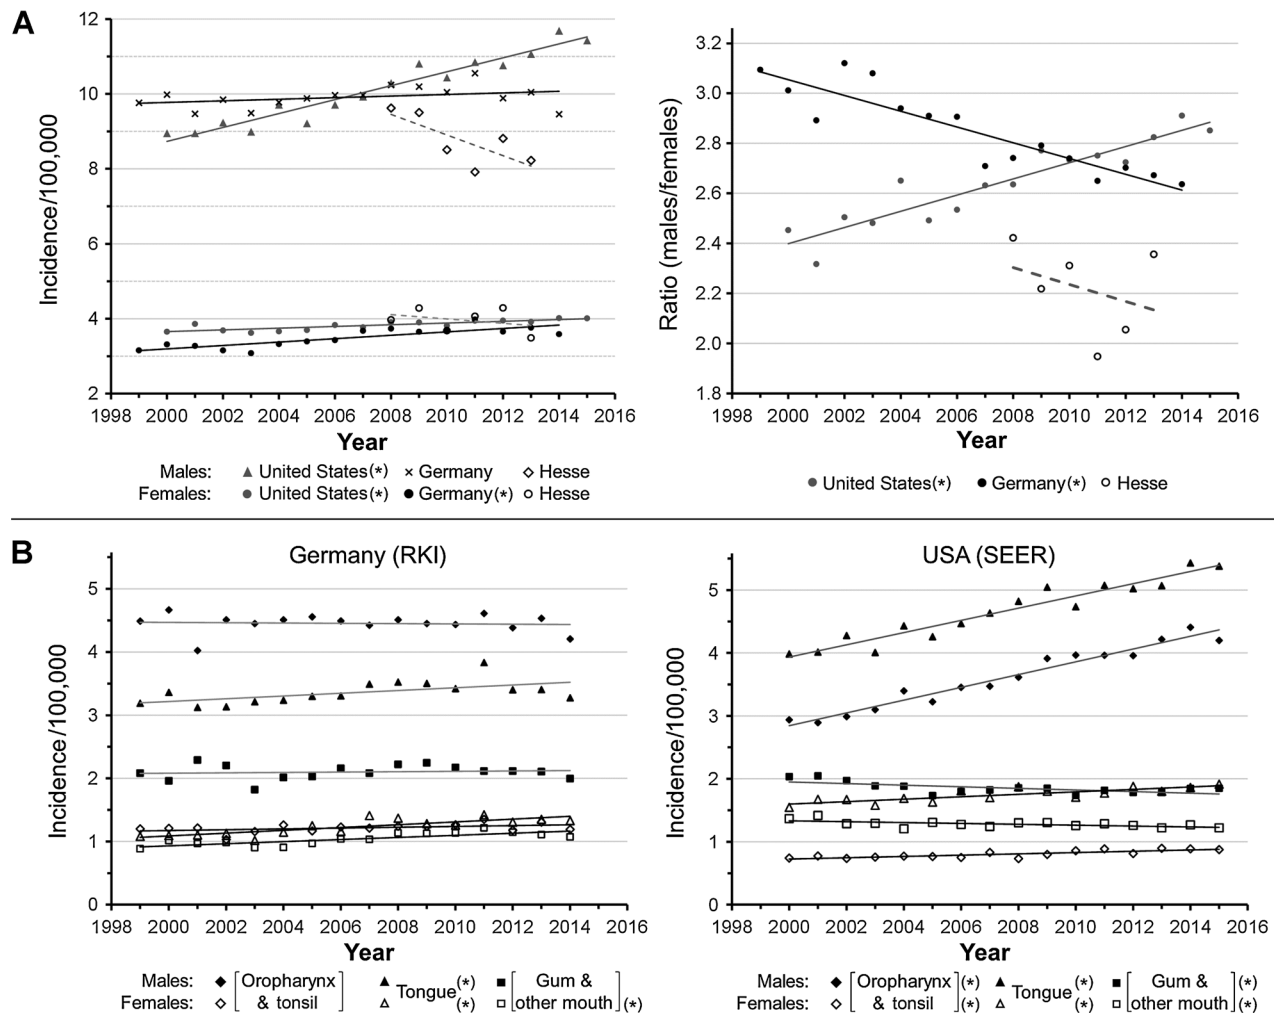 A
12
10
8
6
4
2
Incidence/100,000
1998 2000 2002 2004 2006 2008 2010 2012 2014 2016
Year
Males: United States(*) Germany Hesse
Females: United States(*) Germany(*) Hesse
3.2
3.0
2.8
2.6
2.4
2.2
2.0
1.8
Ratio (males/females)
1998 2000 2002 2004 2006 2008 2010 2012 2014 2016
Year
United States(*) Germany(*) Hesse
B
Germany (RKI)
5
4
3
2
1
0
Incidence/100,000
1998 2000 2002 2004 2006 2008 2010 2012 2014 2016
Year
Males: [Oropharynx] Tongue (*) [Gum &]
Females: [& tonsil] (*) [other mouth] (*)
USA (SEER)
5
4
3
2
1
0
Incidence/100,000
1998 2000 2002 2004 2006 2008 2010 2012 2014 2016
Year
Males: [Oropharynx] (*) Tongue (*) [Gum &] (*)
Females: [& tonsil] (*) (*) [other mouth] (*)